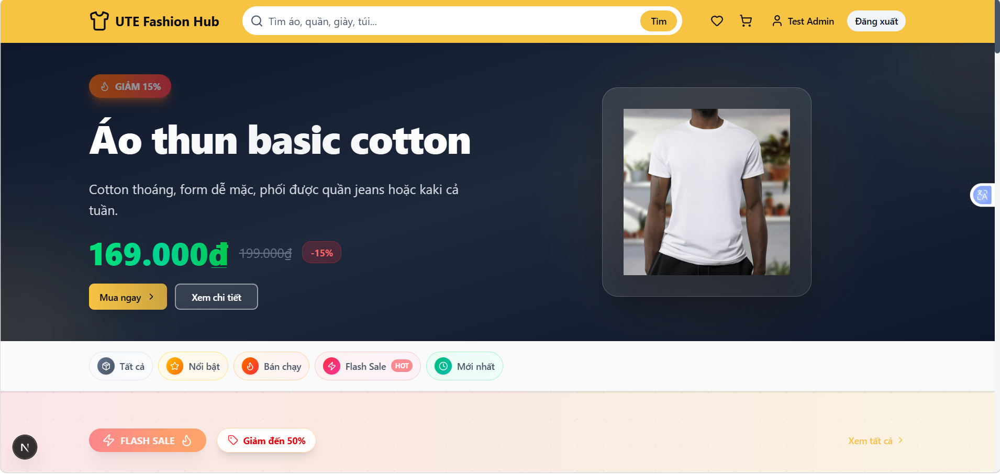 UTE Fashion Hub
Tìm áo, quần, giày, túi...
Tìm
Test Admin
Đăng xuất
GIẢM 15%
Áo thun basic cotton
Cotton thoáng, form dễ mặc, phối được quần jeans hoặc kaki cả
tuần.
169.000₫ 199.000₫ -15%
Mua ngay
Xem chi tiết
Tất cả
Nổi bật
Bán chạy
Flash Sale HOT
Mới nhất
FLASH SALE
Giảm đến 50%
Xem tất cả
N
文A